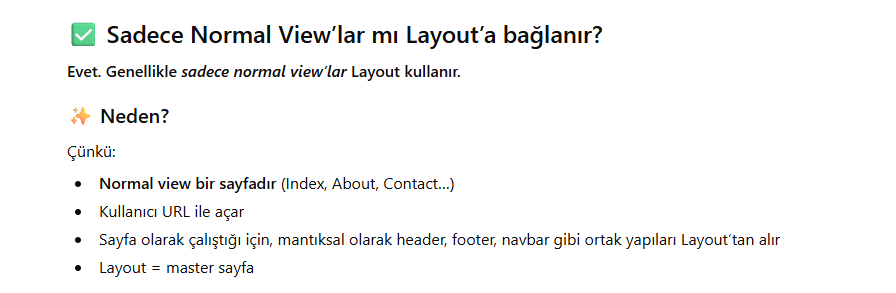 ✅ Sadece Normal View’lar mı Layout’a bağlanır?
Evet. Genellikle sadece normal view’lar Layout kullanır.
✨ Neden?
Çünkü:
• Normal view bir sayfadır (Index, About, Contact…)
• Kullanıcı URL ile açar
• Sayfa olarak çalıştığı için, mantıksal olarak header, footer, navbar gibi ortak yapıları Layout’tan alır
• Layout = master sayfa